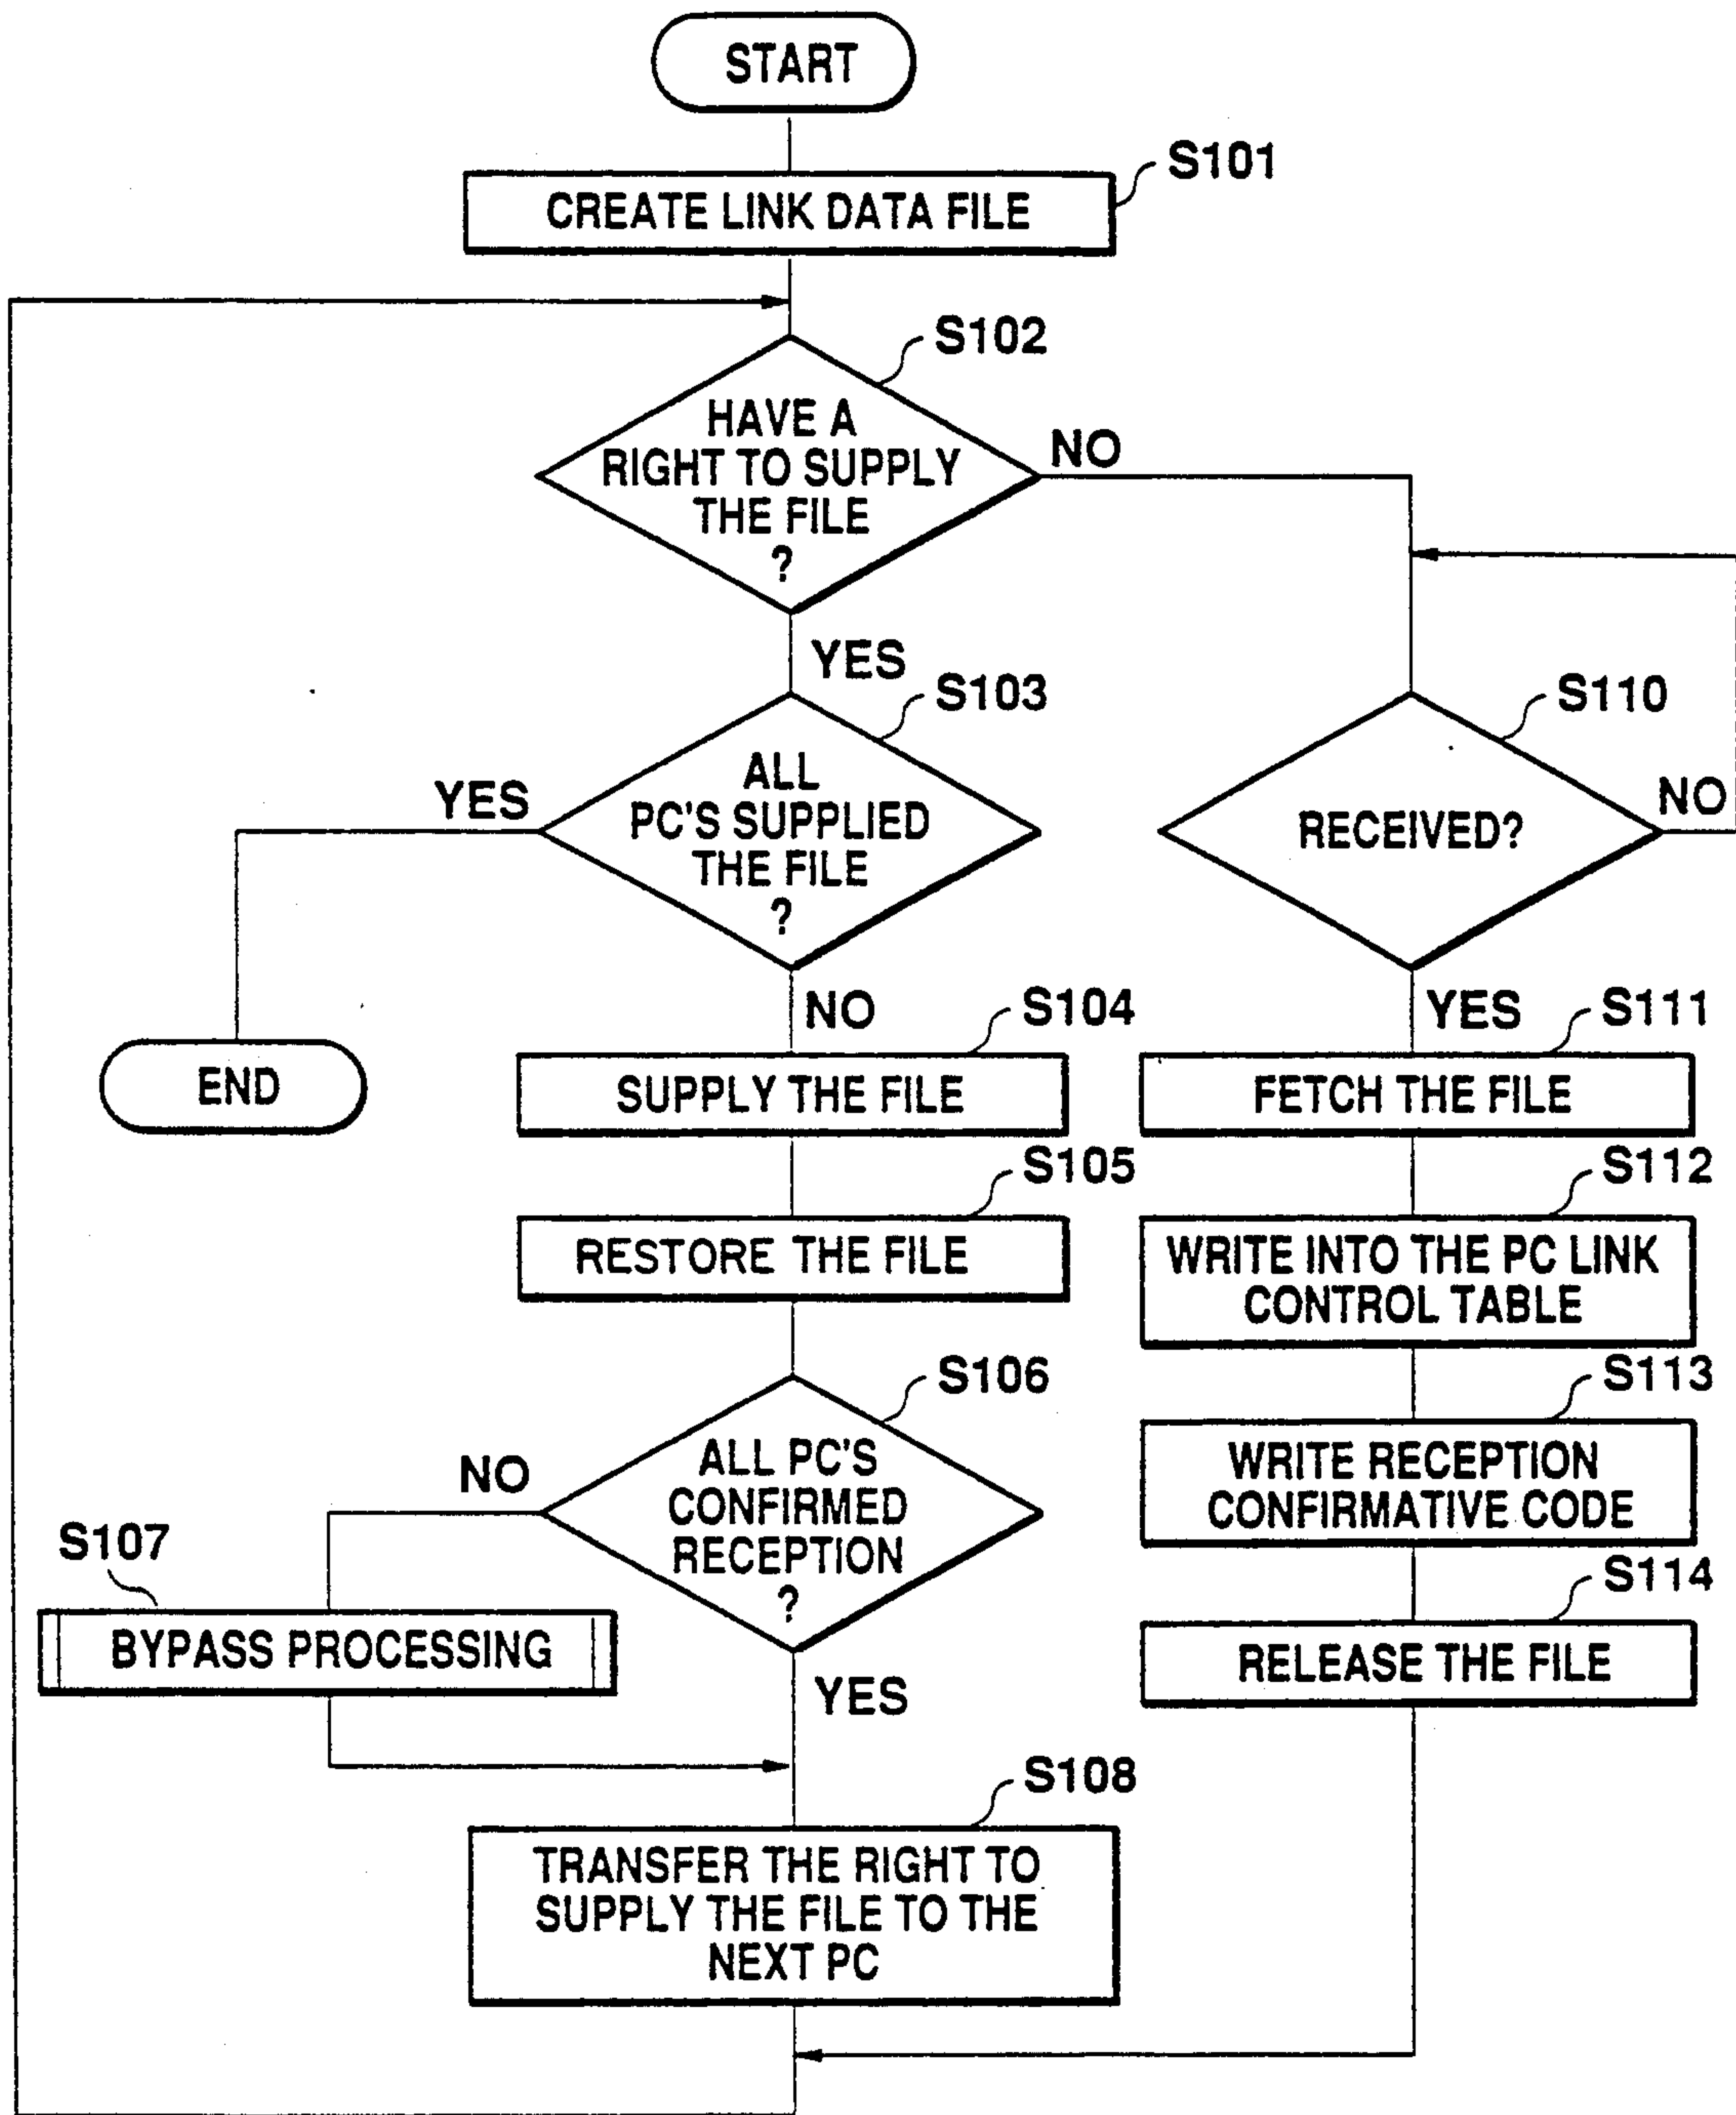 START
S101
CREATE LINK DATA FILE
S102
HAVE A
RIGHT TO SUPPLY
THE FILE
?
NO
YES
S103
ALL
PC'S SUPPLIED
THE FILE
?
YES
NO
END
S110
RECEIVED?
NO
YES
S104
SUPPLY THE FILE
S111
FETCH THE FILE
S105
RESTORE THE FILE
S112
WRITE INTO THE PC LINK
CONTROL TABLE
S106
ALL PC'S
CONFIRMED
RECEPTION
?
NO
YES
S113
WRITE RECEPTION
CONFIRMATIVE CODE
S107
BYPASS PROCESSING
S114
RELEASE THE FILE
S108
TRANSFER THE RIGHT TO
SUPPLY THE FILE TO THE
NEXT PC